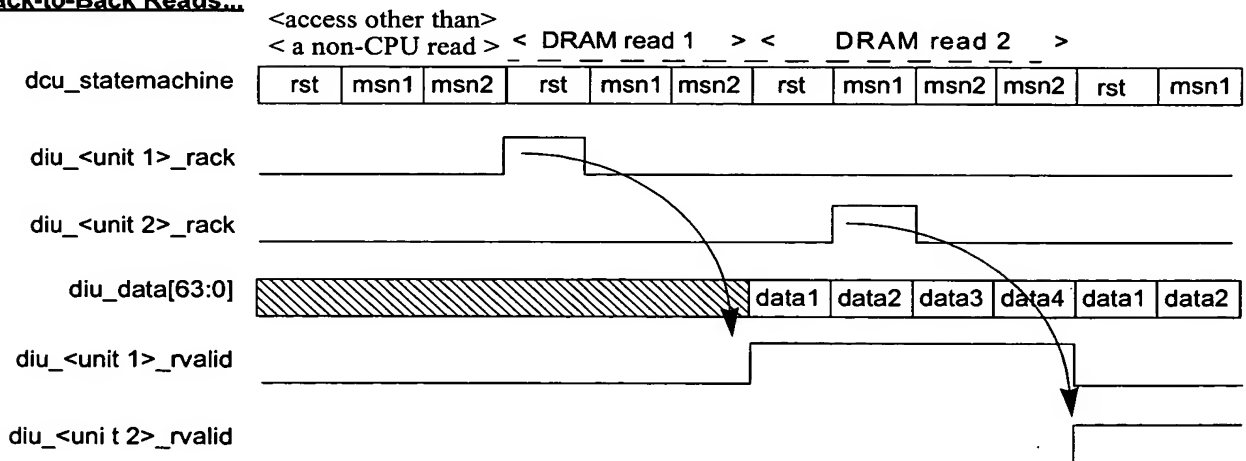 ck-to-Back Reads...
<access other than>
< a non-CPU read > < DRAM read 1 > < DRAM read 2 >
dcu_statemachine rst msn1 msn2 rst msn1 msn2 rst msn1 msn2 msn2 rst msn1
diu_<unit 1>_rack
diu_<unit 2>_rack
diu_data[63:0] data1 data2 data3 data4 data1 data2
diu_<unit 1>_rvalid
diu_<uni t 2>_rvalid